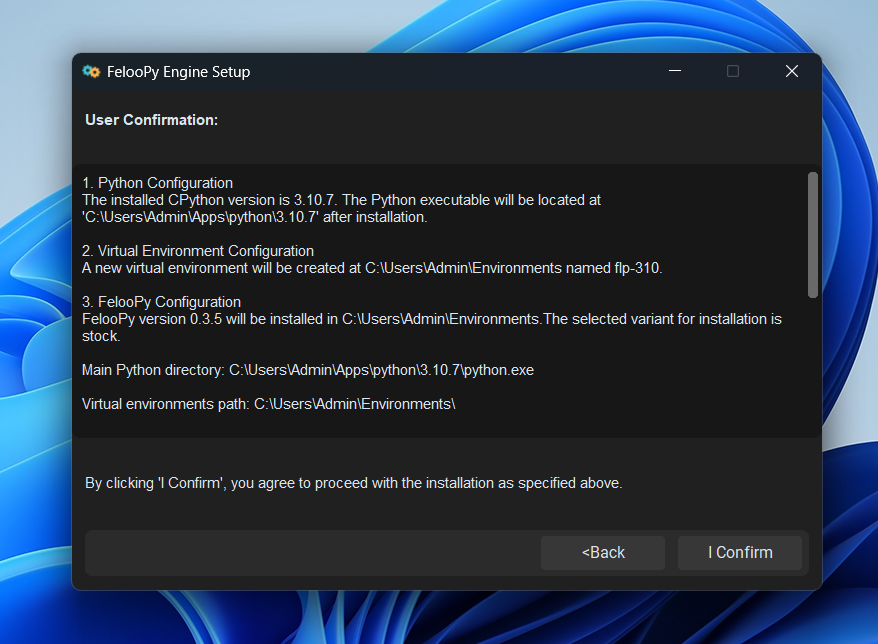 FelooPy Engine Setup
User Confirmation:
1. Python Configuration
The installed CPython version is 3.10.7. The Python executable will be located at
'C:\Users\Admin\Apps\python\3.10.7' after installation.
2. Virtual Environment Configuration
A new virtual environment will be created at C:\Users\Admin\Environments named flp-310.
3. FelooPy Configuration
FelooPy version 0.3.5 will be installed in C:\Users\Admin\Environments.The selected variant for installation is
stock.
Main Python directory: C:\Users\Admin\Apps\python\3.10.7\python.exe
Virtual environments path: C:\Users\Admin\Environments\
By clicking 'I Confirm', you agree to proceed with the installation as specified above.
<Back
I Confirm